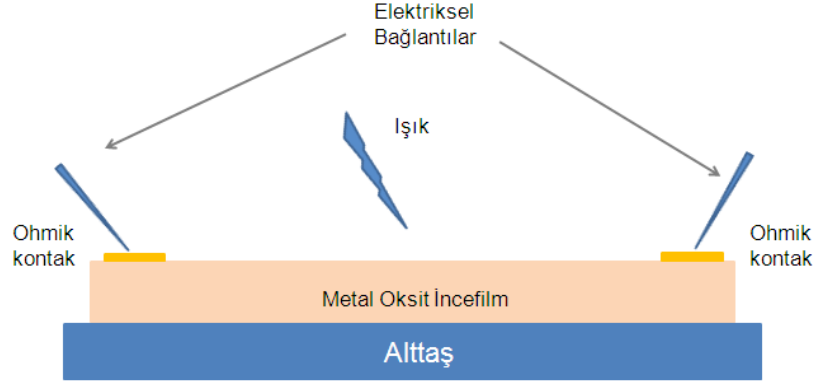 Elektriksel
Bağlantılar
Işık
Ohmik
kontak
Ohmik
kontak
Metal Oksit İncefilm
Alttaş